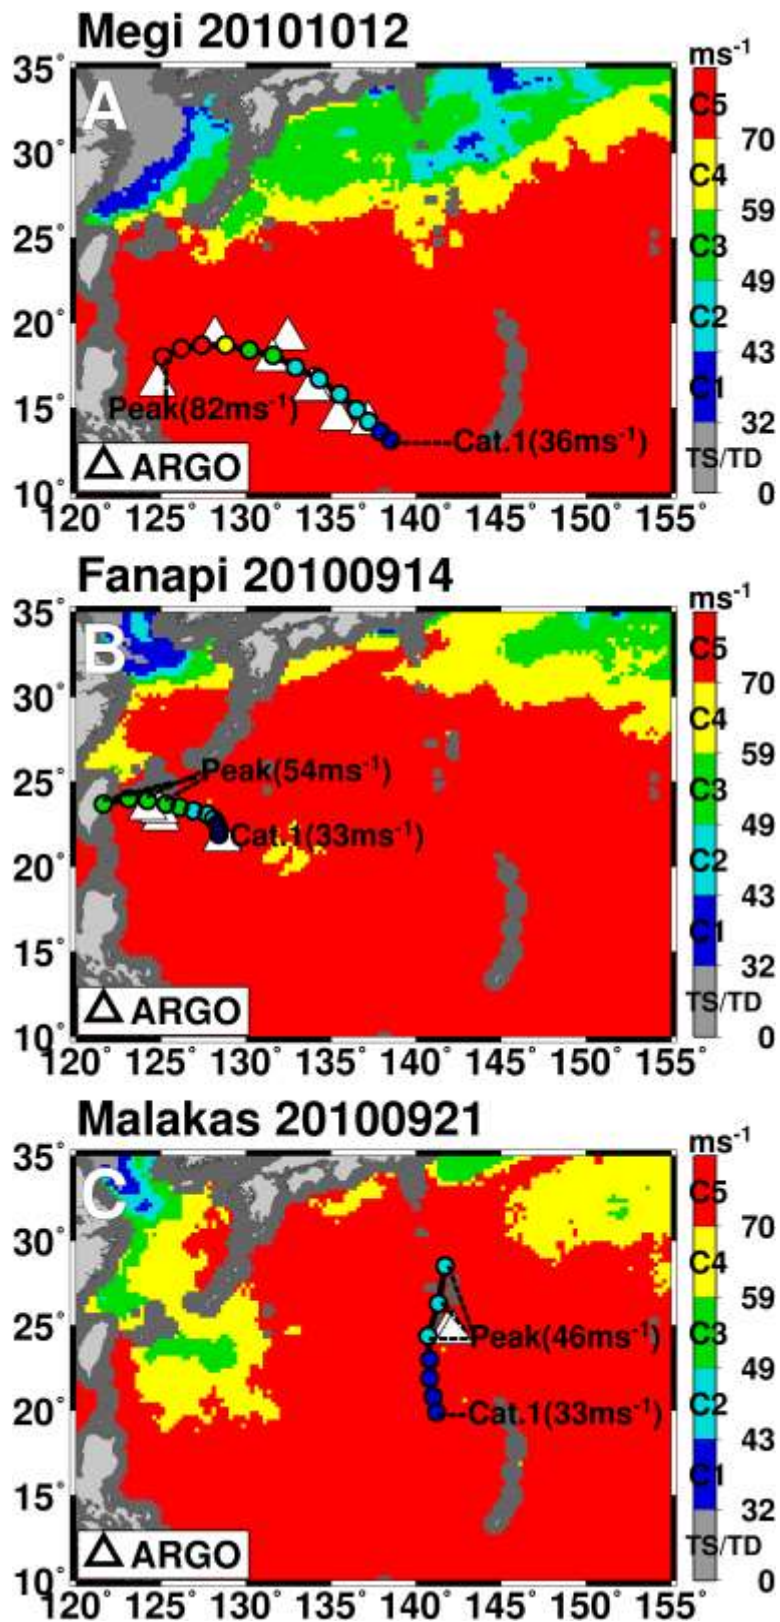 Megi 20101012
A
ms-1
35°
30°
25°
20°
15°
10°
C5
70
C4
59
C3
49
C2
43
C1
32
TS/TD
0
Peak(82ms-1)
Cat.1(36ms-1)
ARGO
120° 125° 130° 135° 140° 145° 150° 155°
Fanapi 20100914
B
ms-1
35°
30°
25°
20°
15°
10°
C5
70
C4
59
C3
49
C2
43
C1
32
TS/TD
0
Peak(54ms-1)
Cat.1(33ms-1)
ARGO
120° 125° 130° 135° 140° 145° 150° 155°
Malakas 20100921
C
ms-1
35°
30°
25°
20°
15°
10°
C5
70
C4
59
C3
49
C2
43
C1
32
TS/TD
0
Peak(46ms-1)
Cat.1(33ms-1)
ARGO
120° 125° 130° 135° 140° 145° 150° 155°